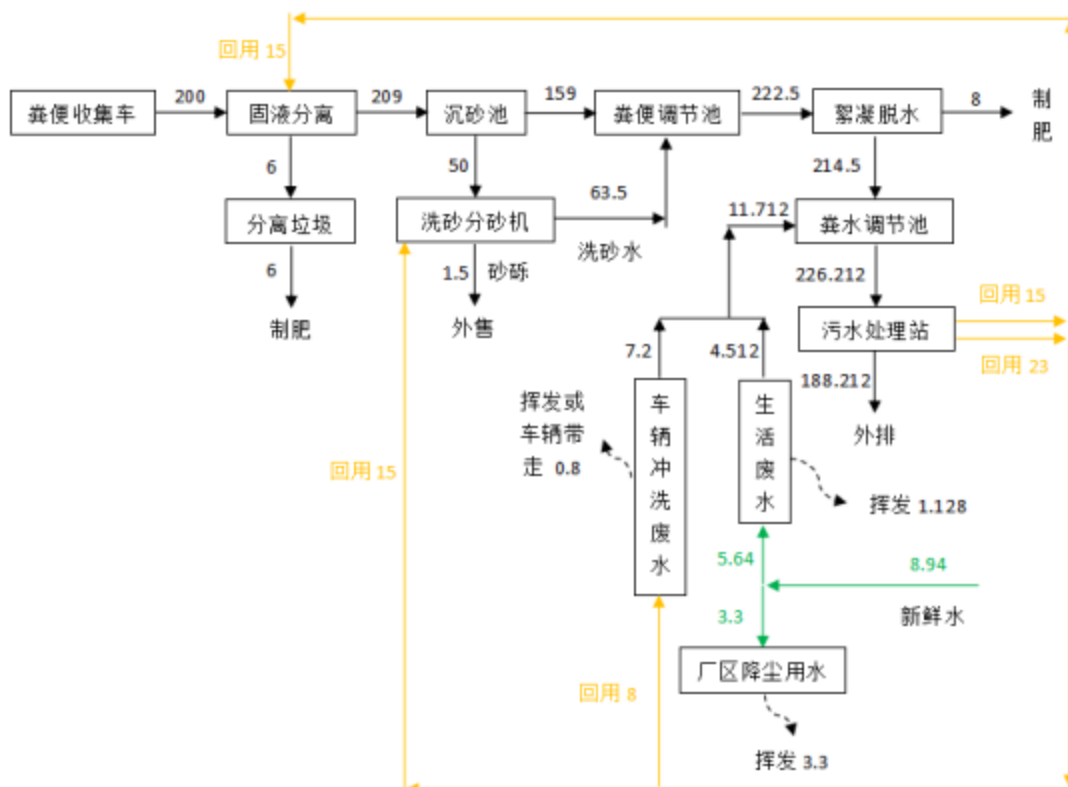 回用 15
粪便收集车
200
固液分离
209
沉砂池
159
粪便调节池
222.5
絮凝脱水
8
制
肥
6
50
63.5
214.5
分离垃圾
洗砂分砂机
洗砂水
11.712
粪水调节池
6
1.5
砂砾
226.212
制肥
外售
污水处理站
回用 15
回用 23
7.2
4.512
188.212
外排
挥发或
车辆带
走 0.8
车
辆
冲
洗
废
水
生
活
废
水
回用 15
挥发 1.128
5.64
8.94
3.3
新鲜水
厂区降尘用水
回用 8
挥发 3.3